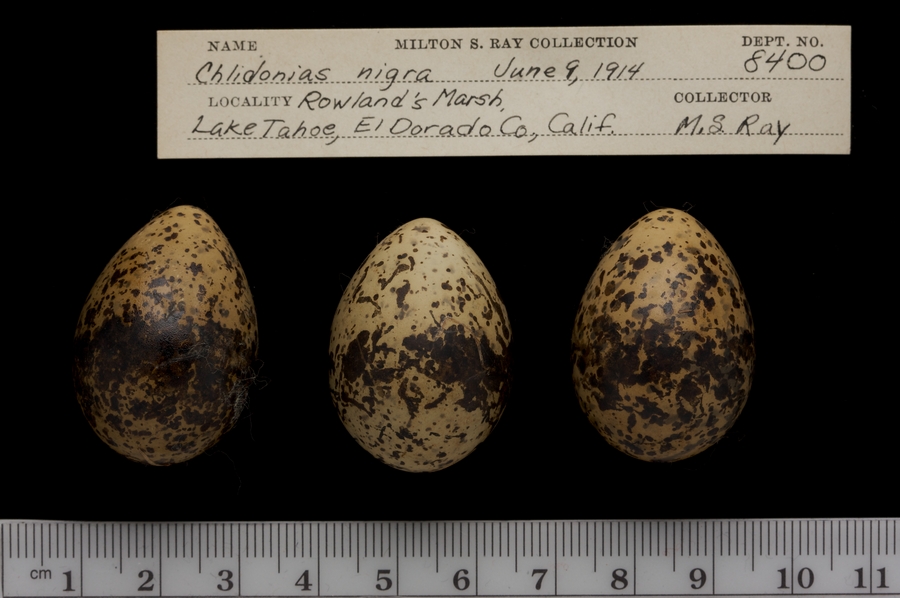 NAME MILTON S. RAY COLLECTION DEPT. NO.
Chlidonias nigra June 9, 1914 8400
LOCALITY Rowland's Marsh, COLLECTOR
Lake Tahoe, El Dorado Co., Calif. M.S. Ray
cm 1 2 3 4 5 6 7 8 9 10 11